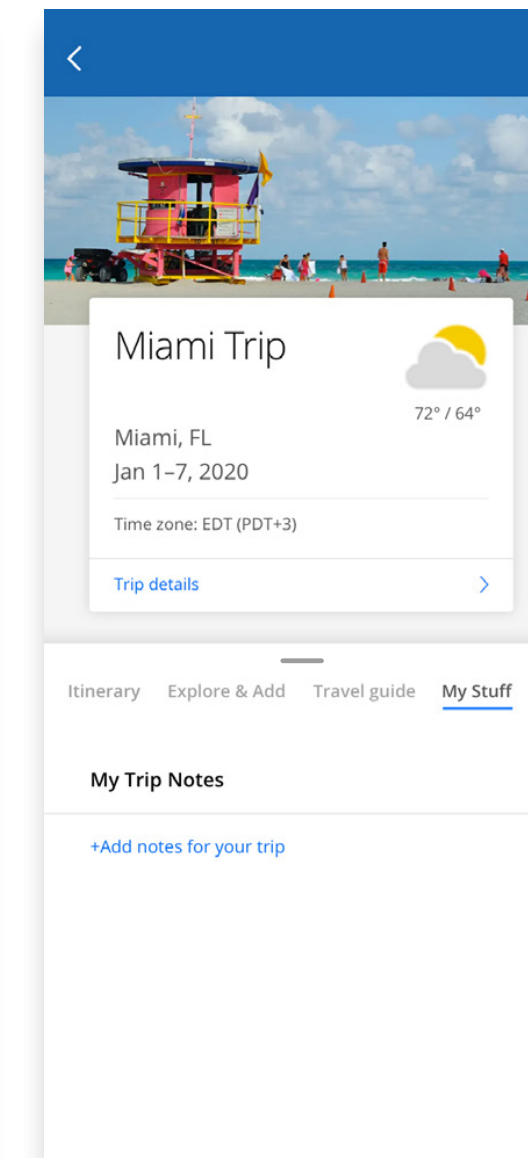 Miami Trip
72° / 64°
Miami, FL
Jan 1–7, 2020
Time zone: EDT (PDT+3)
Trip details
Itinerary Explore & Add Travel guide My Stuff
My Trip Notes
+Add notes for your trip